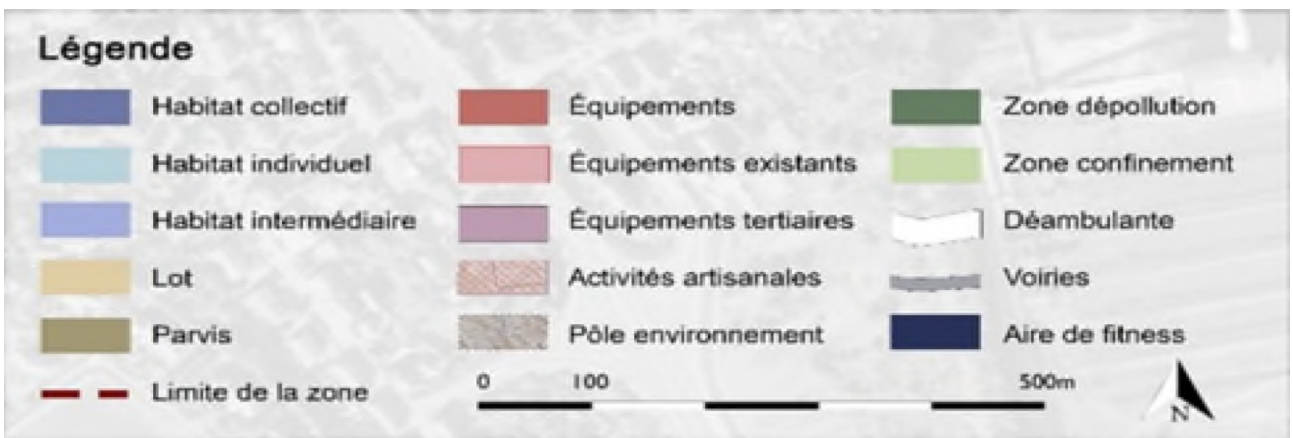 Légende
Habitat collectif
Habitat individuel
Habitat intermédiaire
Lot
Parvis
Limite de la zone
Équipements
Équipements existants
Équipements tertiaires
Activités artisanales
Pôle environnement
0 100 500m
Zone dépollution
Zone confinement
Déambulante
Voiries
Aire de fitness
N